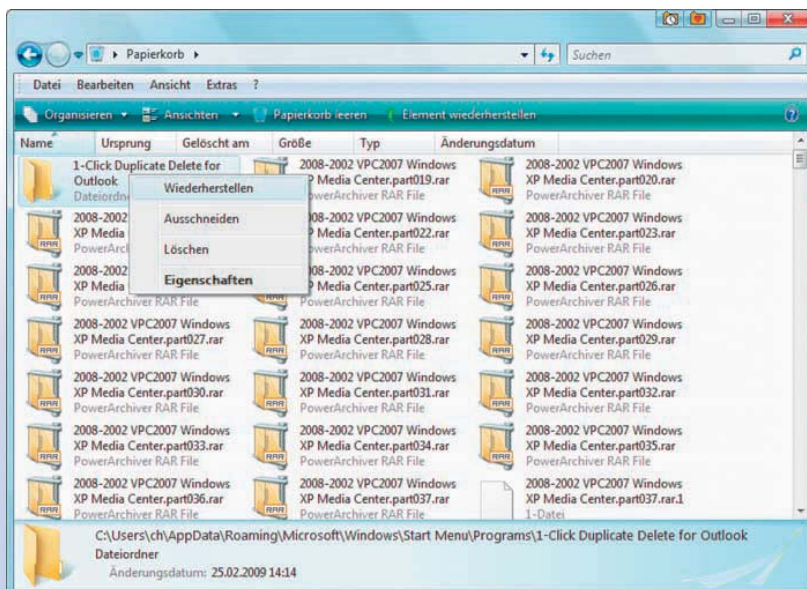 Papierkorb
Suchen
Datei Bearbeiten Ansicht Extras ?
Organisieren Ansichten Papierkorb leeren Element wiederherstellen
Name Ursprung Gelöscht am Größe Typ Änderungsdatum
1-Click Duplicate Delete for
Outlook
Dateiordne
Wiederherstellen
Ausschneiden
Löschen
Eigenschaften
2008-2002 VPC2007 Windows
XP Media Center.part019.rar
PowerArchiver RAR File
2008-2002 VPC2007 Windows
XP Media Center.part020.rar
PowerArchiver RAR File
RAR
2008-2002
XP Media
PowerArchi
08-2002 VPC2007 Windows
Media Center.part022.rar
PowerArchiver RAR File
2008-2002 VPC2007 Windows
XP Media Center.part023.rar
PowerArchiver RAR File
2008-2002
XP Media
PowerArchi
08-2002 VPC2007 Windows
Media Center.part025.rar
PowerArchiver RAR File
2008-2002 VPC2007 Windows
XP Media Center.part026.rar
PowerArchiver RAR File
2008-2002 VPC2007 Windows
XP Media Center.part027.rar
PowerArchiver RAR File
2008-2002 VPC2007 Windows
XP Media Center.part028.rar
PowerArchiver RAR File
2008-2002 VPC2007 Windows
XP Media Center.part029.rar
PowerArchiver RAR File
2008-2002 VPC2007 Windows
XP Media Center.part030.rar
PowerArchiver RAR File
2008-2002 VPC2007 Windows
XP Media Center.part031.rar
PowerArchiver RAR File
2008-2002 VPC2007 Windows
XP Media Center.part032.rar
PowerArchiver RAR File
2008-2002 VPC2007 Windows
XP Media Center.part033.rar
PowerArchiver RAR File
2008-2002 VPC2007 Windows
XP Media Center.part034.rar
PowerArchiver RAR File
2008-2002 VPC2007 Windows
XP Media Center.part035.rar
PowerArchiver RAR File
2008-2002 VPC2007 Windows
XP Media Center.part036.rar
PowerArchiver RAR File
2008-2002 VPC2007 Windows
XP Media Center.part037.rar
PowerArchiver RAR File
2008-2002 VPC2007 Windows
XP Media Center.part037.rar.1
1-Datei
C:\Users\ch\AppData\Roaming\Microsoft\Windows\Start Menu\Programs\1-Click Duplicate Delete for Outlook
Dateiordner
Änderungsdatum: 25.02.2009 14:14